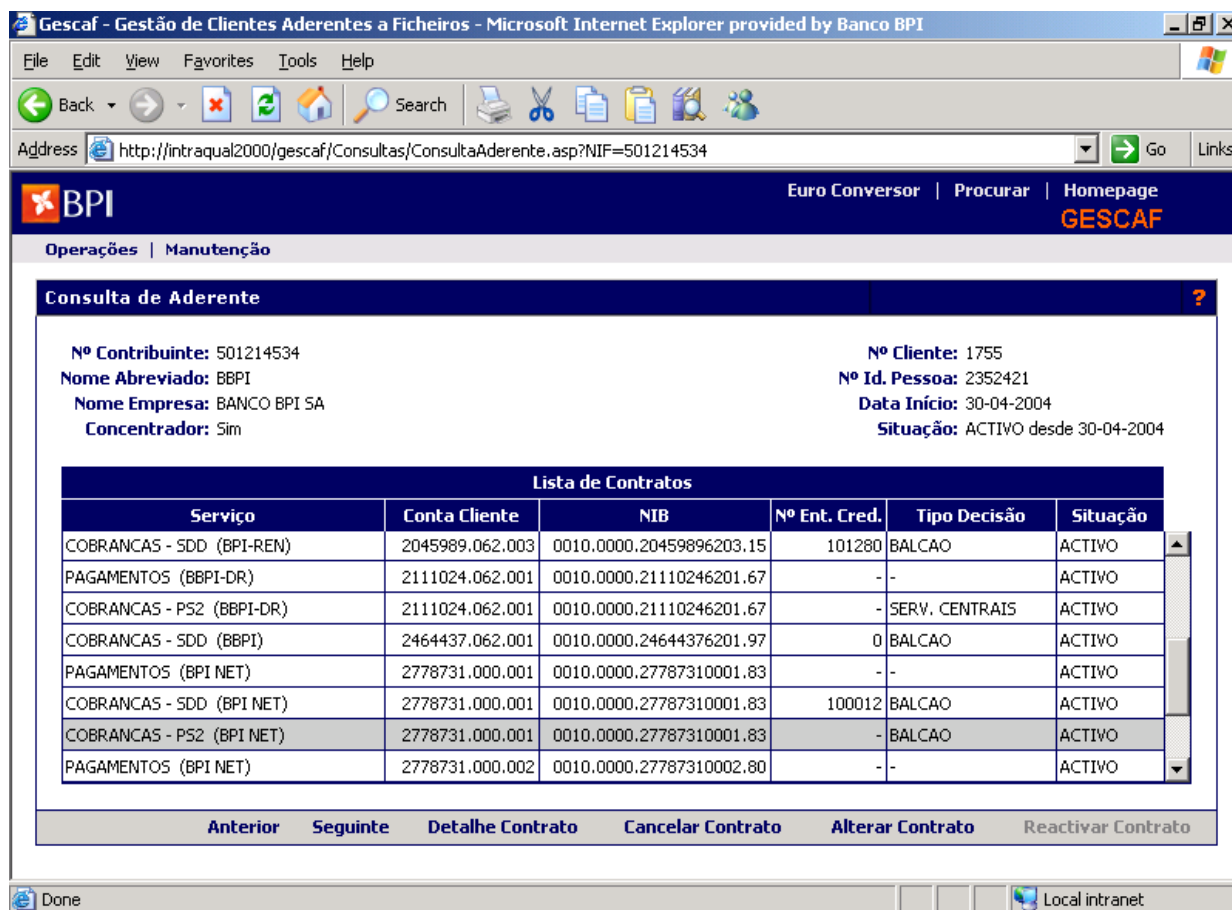 Gescaf - Gestão de Clientes Aderentes a Ficheiros - Microsoft Internet Explorer provided by Banco BPI
File Edit View Favorites Tools Help
Back Search
Address http://intraqual2000/gescaf/Consultas/ConsultaAderente.asp?NIF=501214534 Go Links
BPI Euro Conversor | Procurar | Homepage
GESCAF
Operações | Manutenção
Consulta de Aderente ?
Nº Contribuinte: 501214534 Nº Cliente: 1755
Nome Abreviado: BBPI Nº Id. Pessoa: 2352421
Nome Empresa: BANCO BPI SA Data Início: 30-04-2004
Concentrador: Sim Situação: ACTIVO desde 30-04-2004
Lista de Contratos
Serviço Conta Cliente NIB Nº Ent. Cred. Tipo Decisão Situação
COBRANCAS - SDD (BPI-REN) 2045989.062.003 0010.0000.20459896203.15 101280 BALCAO ACTIVO
PAGAMENTOS (BBPI-DR) 2111024.062.001 0010.0000.21110246201.67 - - ACTIVO
COBRANCAS - PS2 (BBPI-DR) 2111024.062.001 0010.0000.21110246201.67 - SERV. CENTRAIS ACTIVO
COBRANCAS - SDD (BBPI) 2464437.062.001 0010.0000.24644376201.97 0 BALCAO ACTIVO
PAGAMENTOS (BPI NET) 2778731.000.001 0010.0000.27787310001.83 - - ACTIVO
COBRANCAS - SDD (BPI NET) 2778731.000.001 0010.0000.27787310001.83 100012 BALCAO ACTIVO
COBRANCAS - PS2 (BPI NET) 2778731.000.001 0010.0000.27787310001.83 - BALCAO ACTIVO
PAGAMENTOS (BPI NET) 2778731.000.002 0010.0000.27787310002.80 - - ACTIVO
Anterior Seguinte Detalhe Contrato Cancelar Contrato Alterar Contrato Reactivar Contrato
Done Local intranet